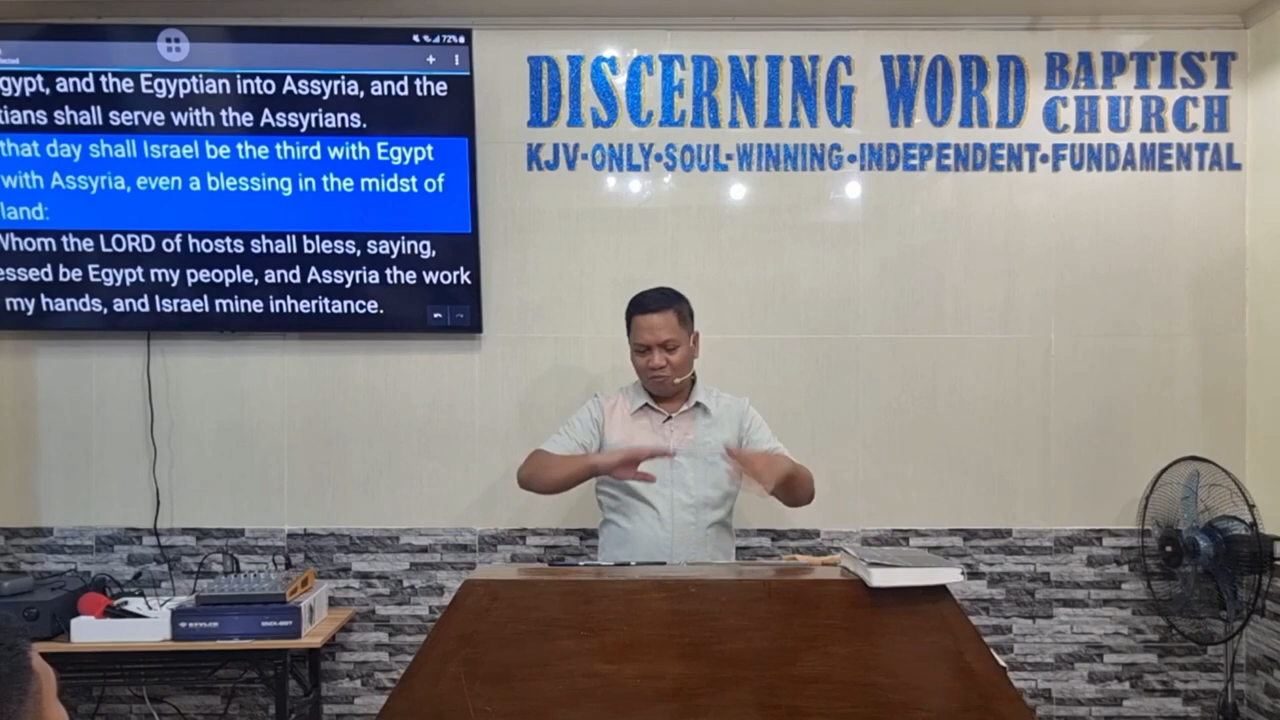 72%
gypt, and the Egyptian into Assyria, and the
tians shall serve with the Assyrians.
that day shall Israel be the third with Egypt
with Assyria, even a blessing in the midst of
land:
Whom the LORD of hosts shall bless, saying,
essed be Egypt my people, and Assyria the work
my hands, and Israel mine inheritance.
DISCERNING WORD BAPTIST CHURCH
KJV-ONLY•SOUL-WINNING•INDEPENDENT•FUNDAMENTAL